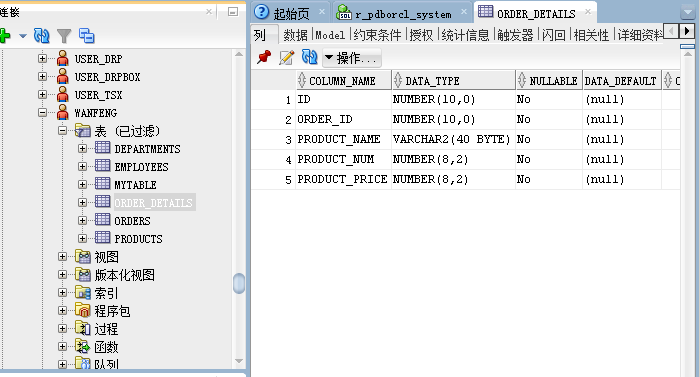 连接
USER_DRP
USER_DRPBOX
USER_TSX
WANFENG
表 (已过滤)
DEPARTMENTS
EMPLOYEES
MYTABLE
ORDER_DETAILS
ORDERS
PRODUCTS
视图
版本化视图
索引
程序包
过程
函数
队列
起始页 r_pdborcl_system ORDER_DETAILS
列 数据 Model 约束条件 授权 统计信息 触发器 闪回 相关性 详细资料
操作...
COLUMN_NAME DATA_TYPE NULLABLE DATA_DEFAULT C
1 ID NUMBER(10,0) No (null)
2 ORDER_ID NUMBER(10,0) No (null)
3 PRODUCT_NAME VARCHAR2(40 BYTE) No (null)
4 PRODUCT_NUM NUMBER(8,2) No (null)
5 PRODUCT_PRICE NUMBER(8,2) No (null)